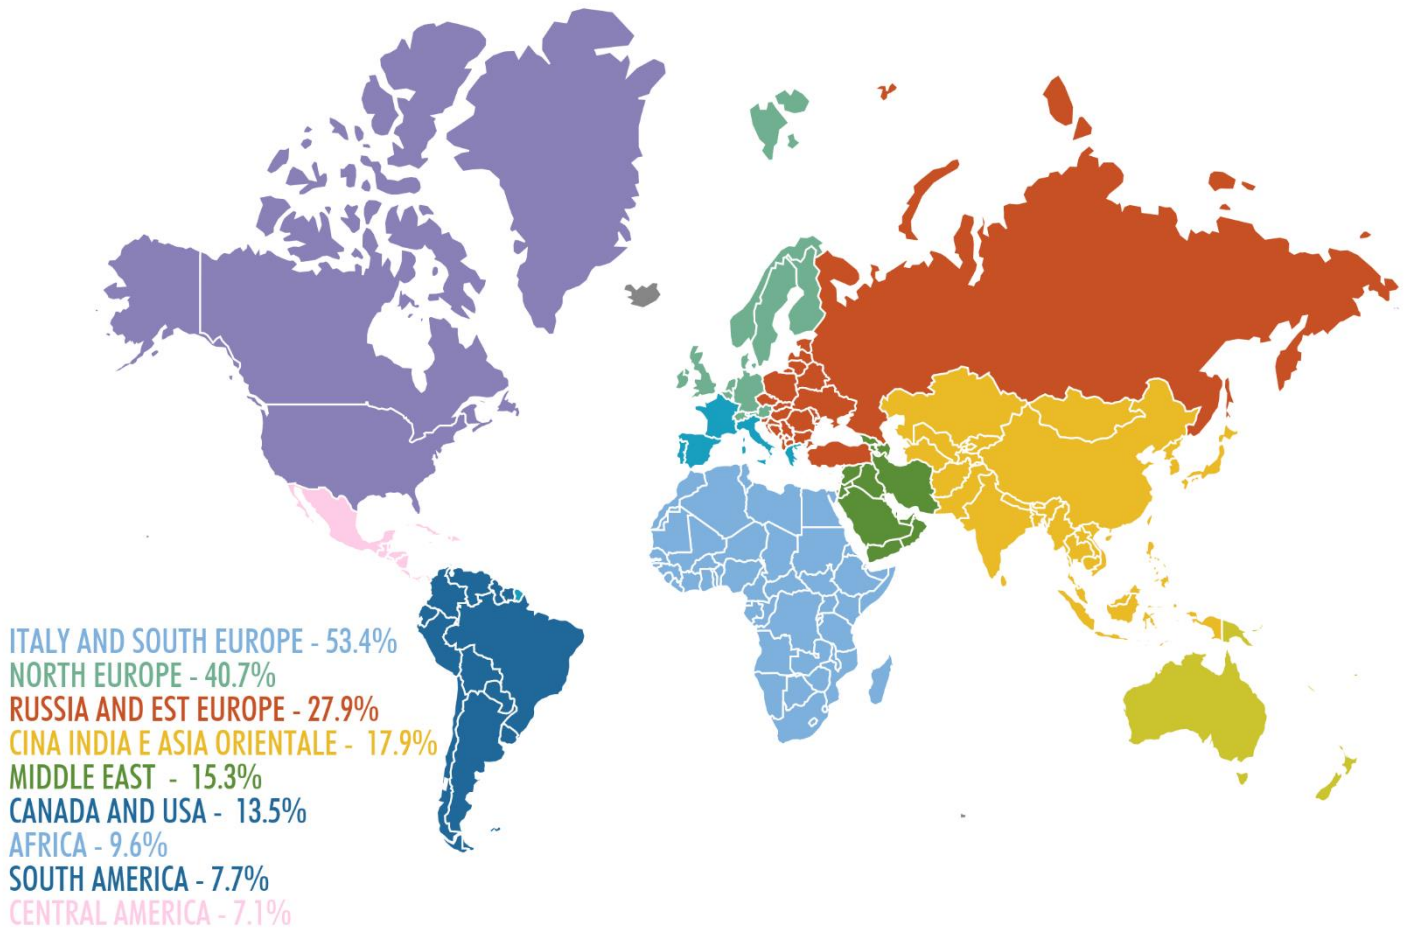 ITALY AND SOUTH EUROPE - 53.4%
NORTH EUROPE - 40.7%
RUSSIA AND EST EUROPE - 27.9%
CINA INDIA E ASIA ORIENTALE - 17.9%
MIDDLE EAST - 15.3%
CANADA AND USA - 13.5%
AFRICA - 9.6%
SOUTH AMERICA - 7.7%
CENTRAL AMERICA - 7.1%